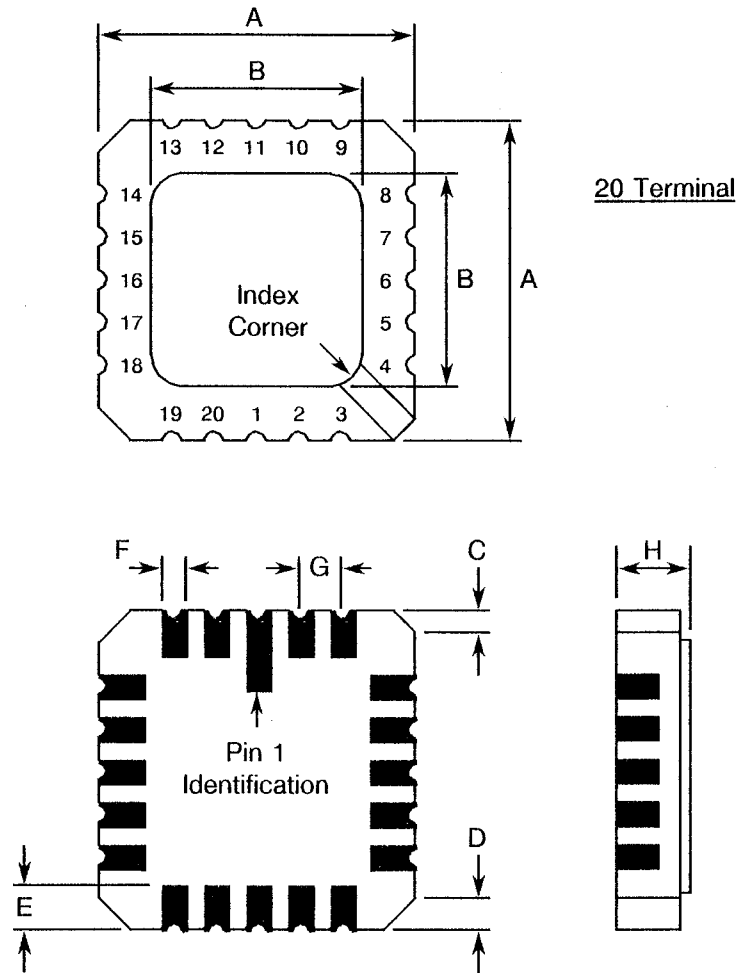 A
B
13 12 11 10 9
20 Terminal
14 8
15 7
16 6
17 5
18 4
B
A
Index
Corner
19 20 1 2 3
F
G
C
H
Pin 1
Identification
D
E